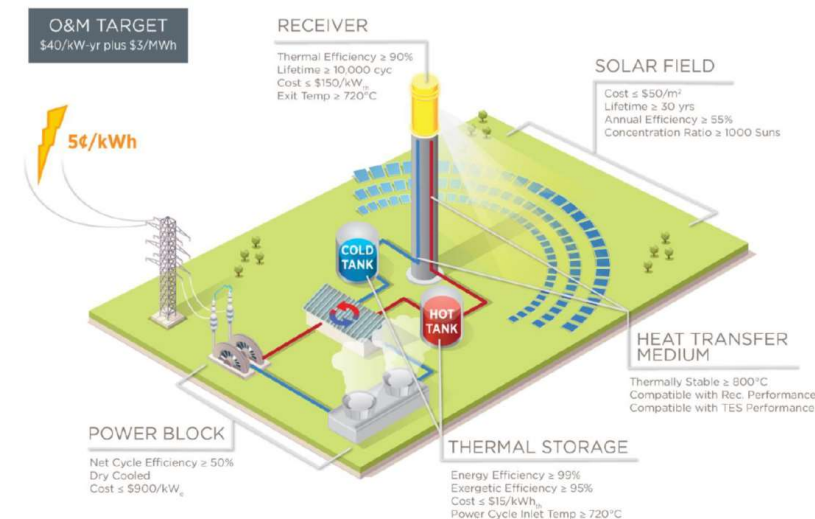 O&M TARGET
$40/kW-yr plus $3/MWh
5¢/kWh
RECEIVER
Thermal Efficiency ≥ 90%
Lifetime ≥ 10,000 cyc
Cost ≤ $150/kWth
Exit Temp ≥ 720°C
SOLAR FIELD
Cost ≤ $50/m²
Lifetime ≥ 30 yrs
Annual Efficiency ≥ 55%
Concentration Ratio ≥ 1000 Suns
COLD
TANK
HOT
TANK
HEAT TRANSFER
MEDIUM
Thermally Stable ≥ 800°C
Compatible with Rec. Performance
Compatible with TES Performance
POWER BLOCK
Net Cycle Efficiency ≥ 50%
Dry Cooled
Cost ≤ $900/kWe
THERMAL STORAGE
Energy Efficiency ≥ 99%
Exergetic Efficiency ≥ 95%
Cost ≤ $15/kWhth
Power Cycle Inlet Temp ≥ 720°C